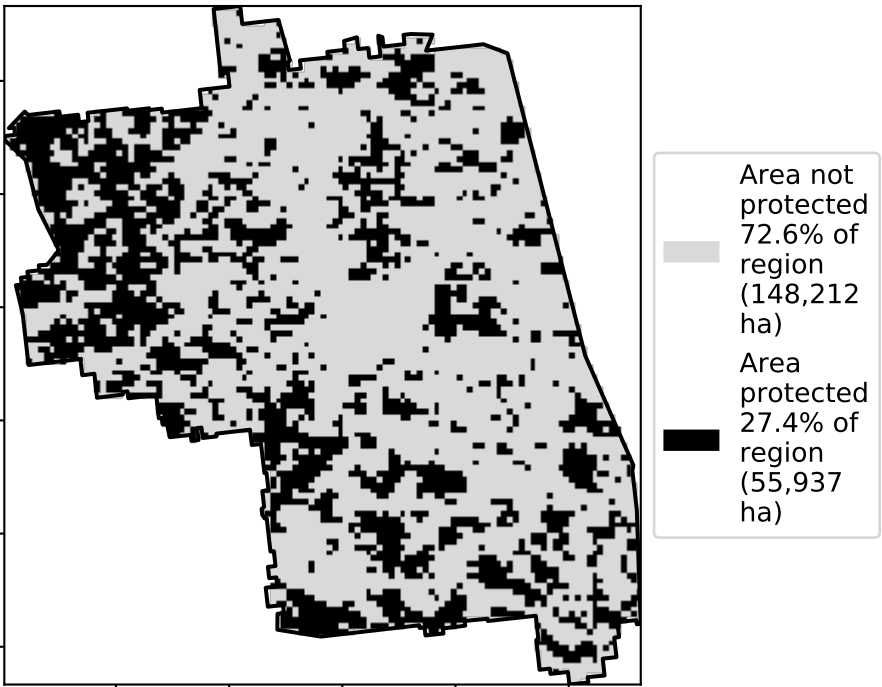 Area not
protected
72.6% of
region
(148,212
ha)
Area
protected
27.4% of
region
(55,937
ha)